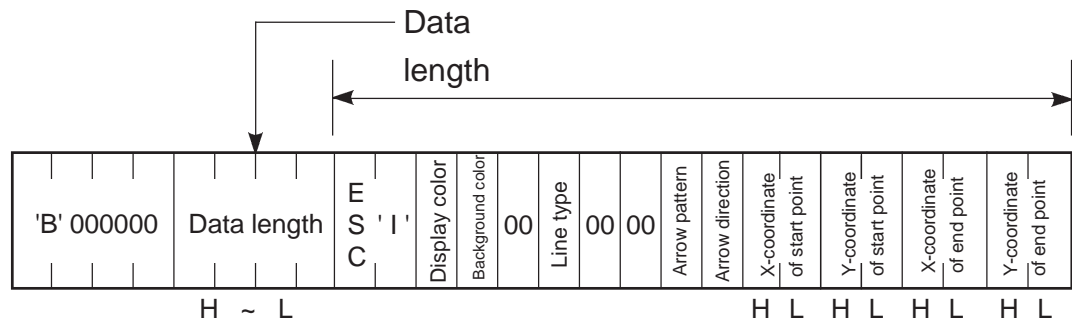 Data
length
'B' 000000
Data length
E
S
C
' I '
Display color
Background color
00
Line type
00
00
Arrow pattern
Arrow direction
X-coordinate
of start point
Y-coordinate
of start point
X-coordinate
of end point
Y-coordinate
of end point
H ~ L
H L H L H L H L